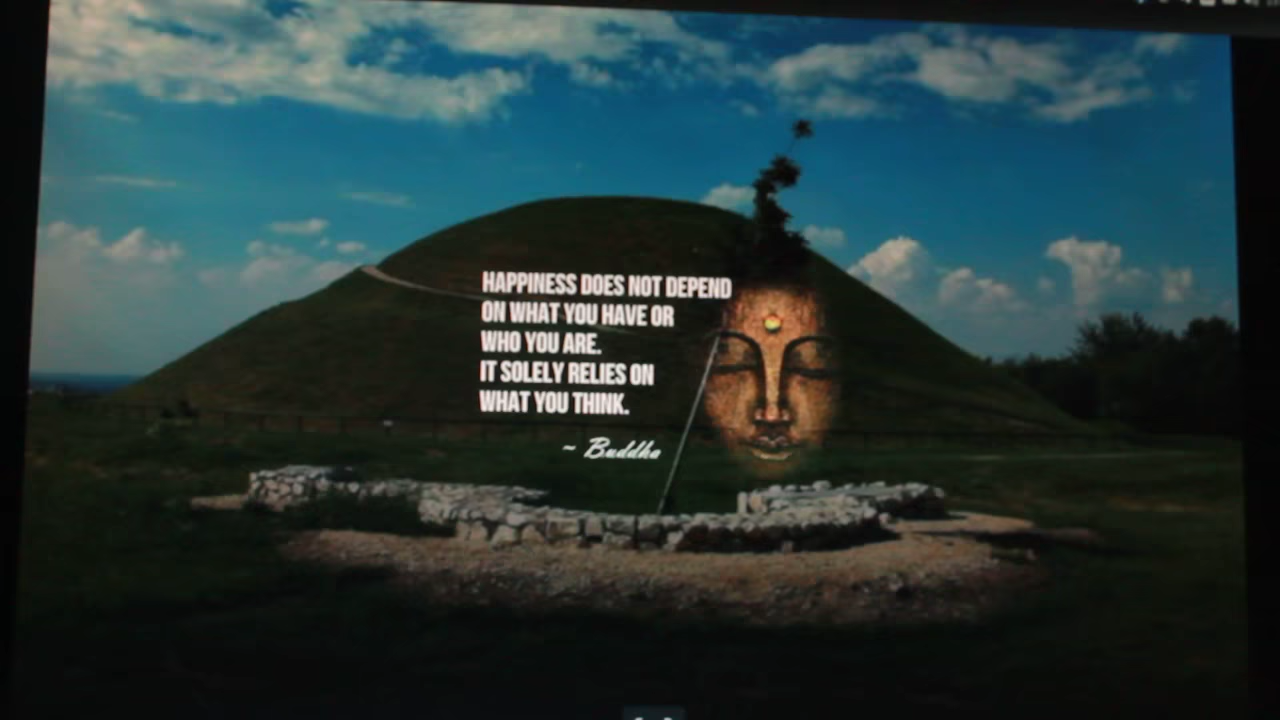 HAPPINESS DOES NOT DEPEND
ON WHAT YOU HAVE OR
WHO YOU ARE.
IT SOLELY RELIES ON
WHAT YOU THINK.
~ Buddha